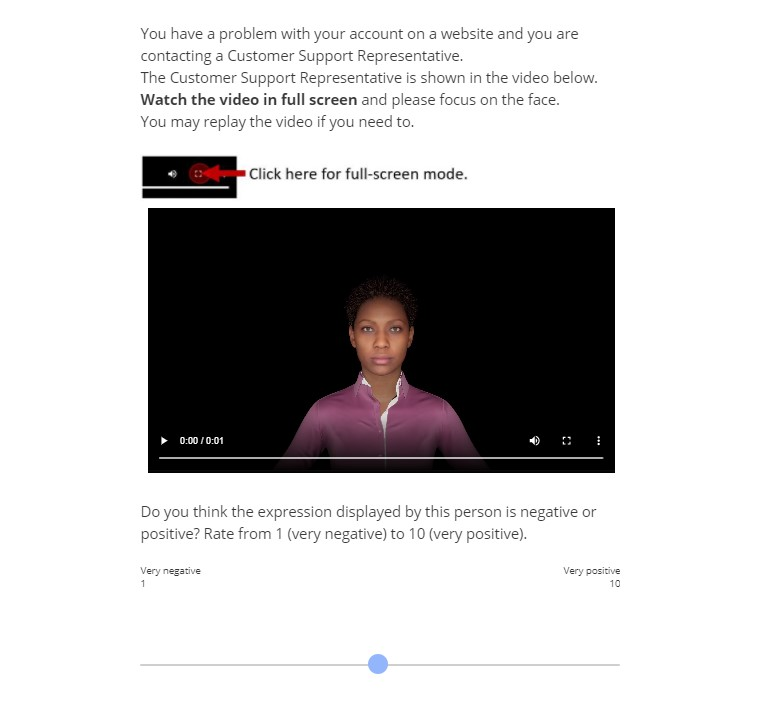 You have a problem with your account on a website and you are
contacting a Customer Support Representative.
The Customer Support Representative is shown in the video below.
Watch the video in full screen and please focus on the face.
You may replay the video if you need to.
Click here for full-screen mode.
0:00 / 0:01
Do you think the expression displayed by this person is negative or
positive? Rate from 1 (very negative) to 10 (very positive).
Very negative Very positive
1 10